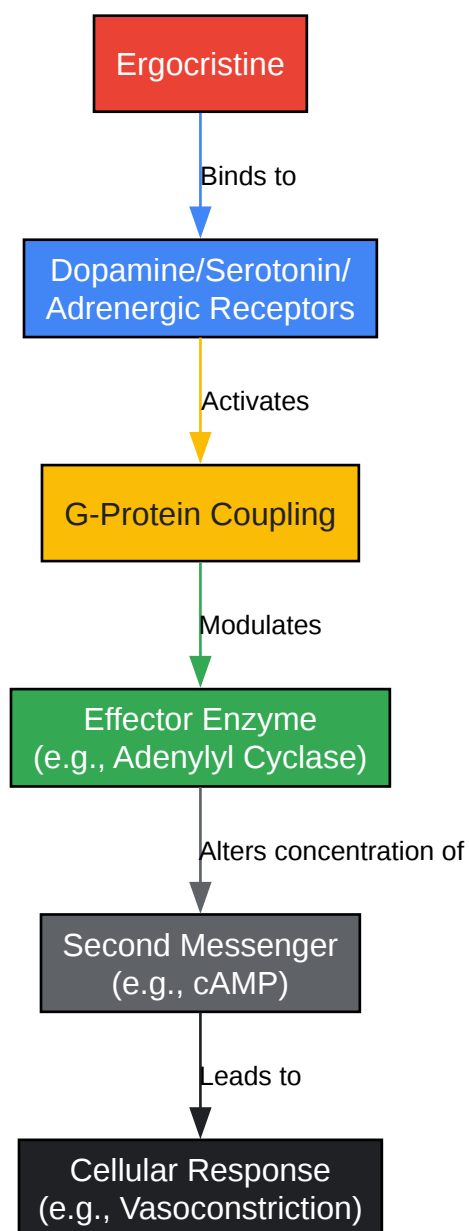 Ergocristine
Binds to
Dopamine/Serotonin/
Adrenergic Receptors
Activates
G-Protein Coupling
Modulates
Effector Enzyme
(e.g., Adenylyl Cyclase)
Alters concentration of
Second Messenger
(e.g., cAMP)
Leads to
Cellular Response
(e.g., Vasoconstriction)